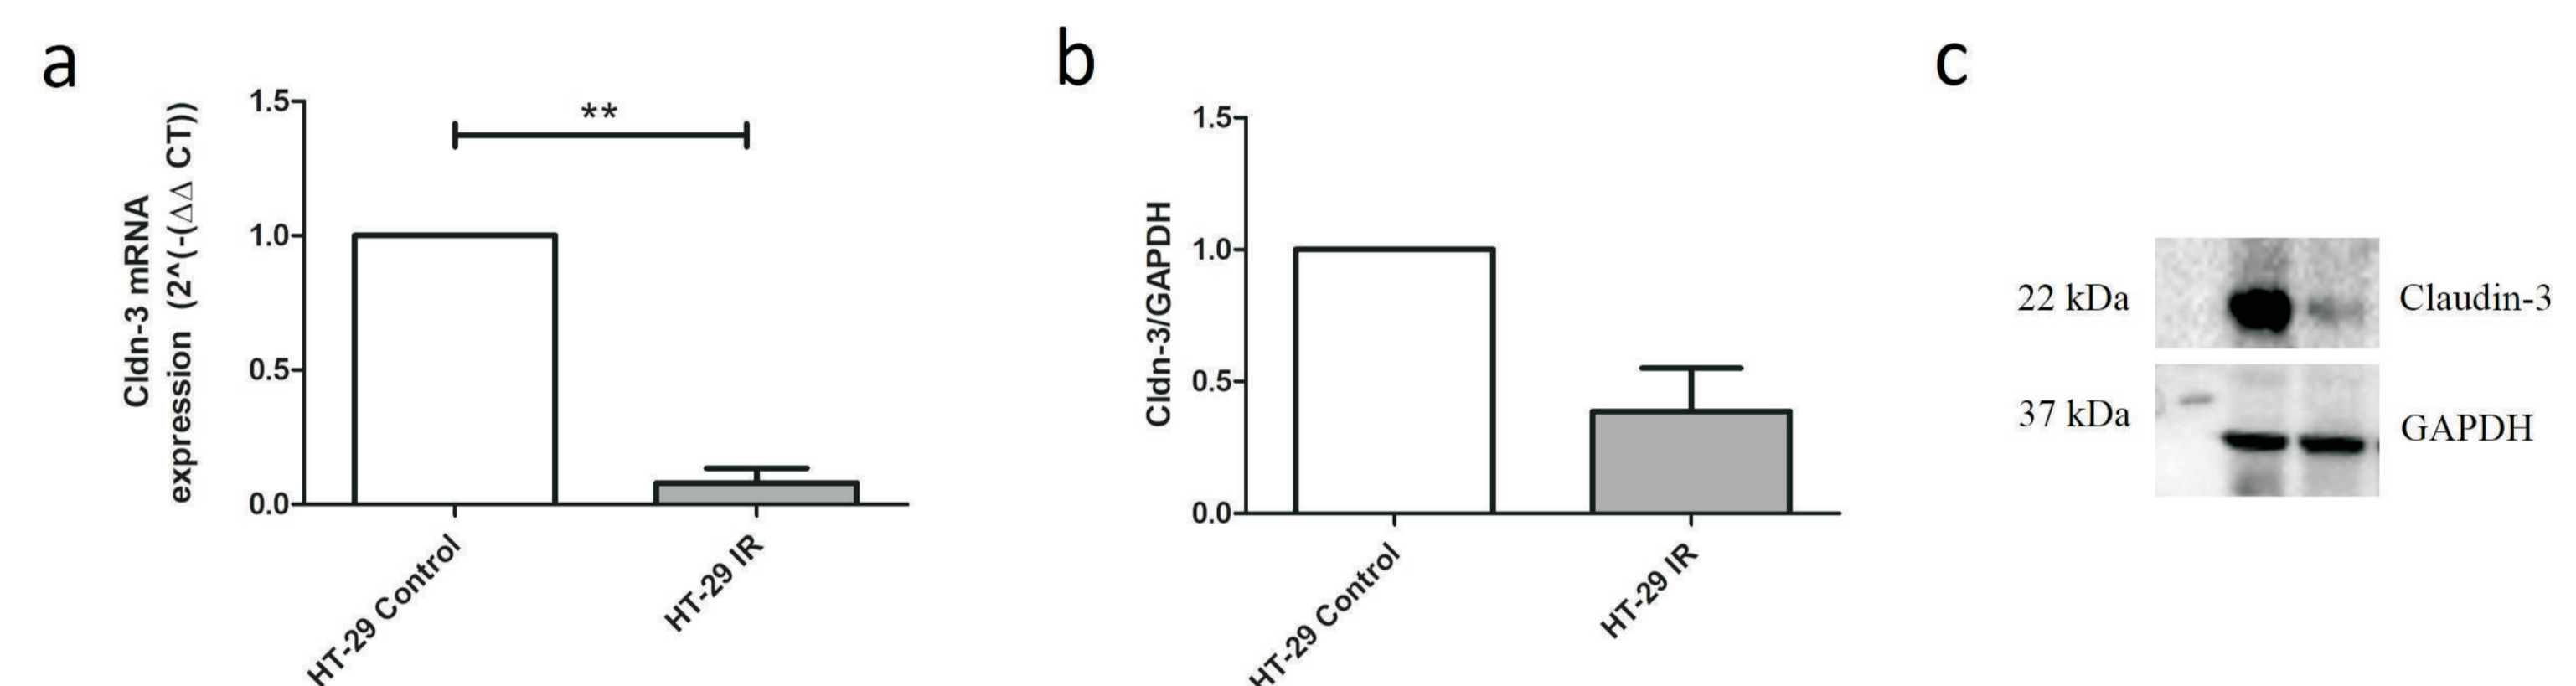 a
Cldn-3 mRNA
expression (2^(-(ΔΔ CT))
1.5
1.0
0.5
0.0
**
HT-29 Control
HT-29 IR
b
Cldn-3/GAPDH
1.5
1.0
0.5
0.0
HT-29 Control
HT-29 IR
c
22 kDa
Claudin-3
37 kDa
GAPDH